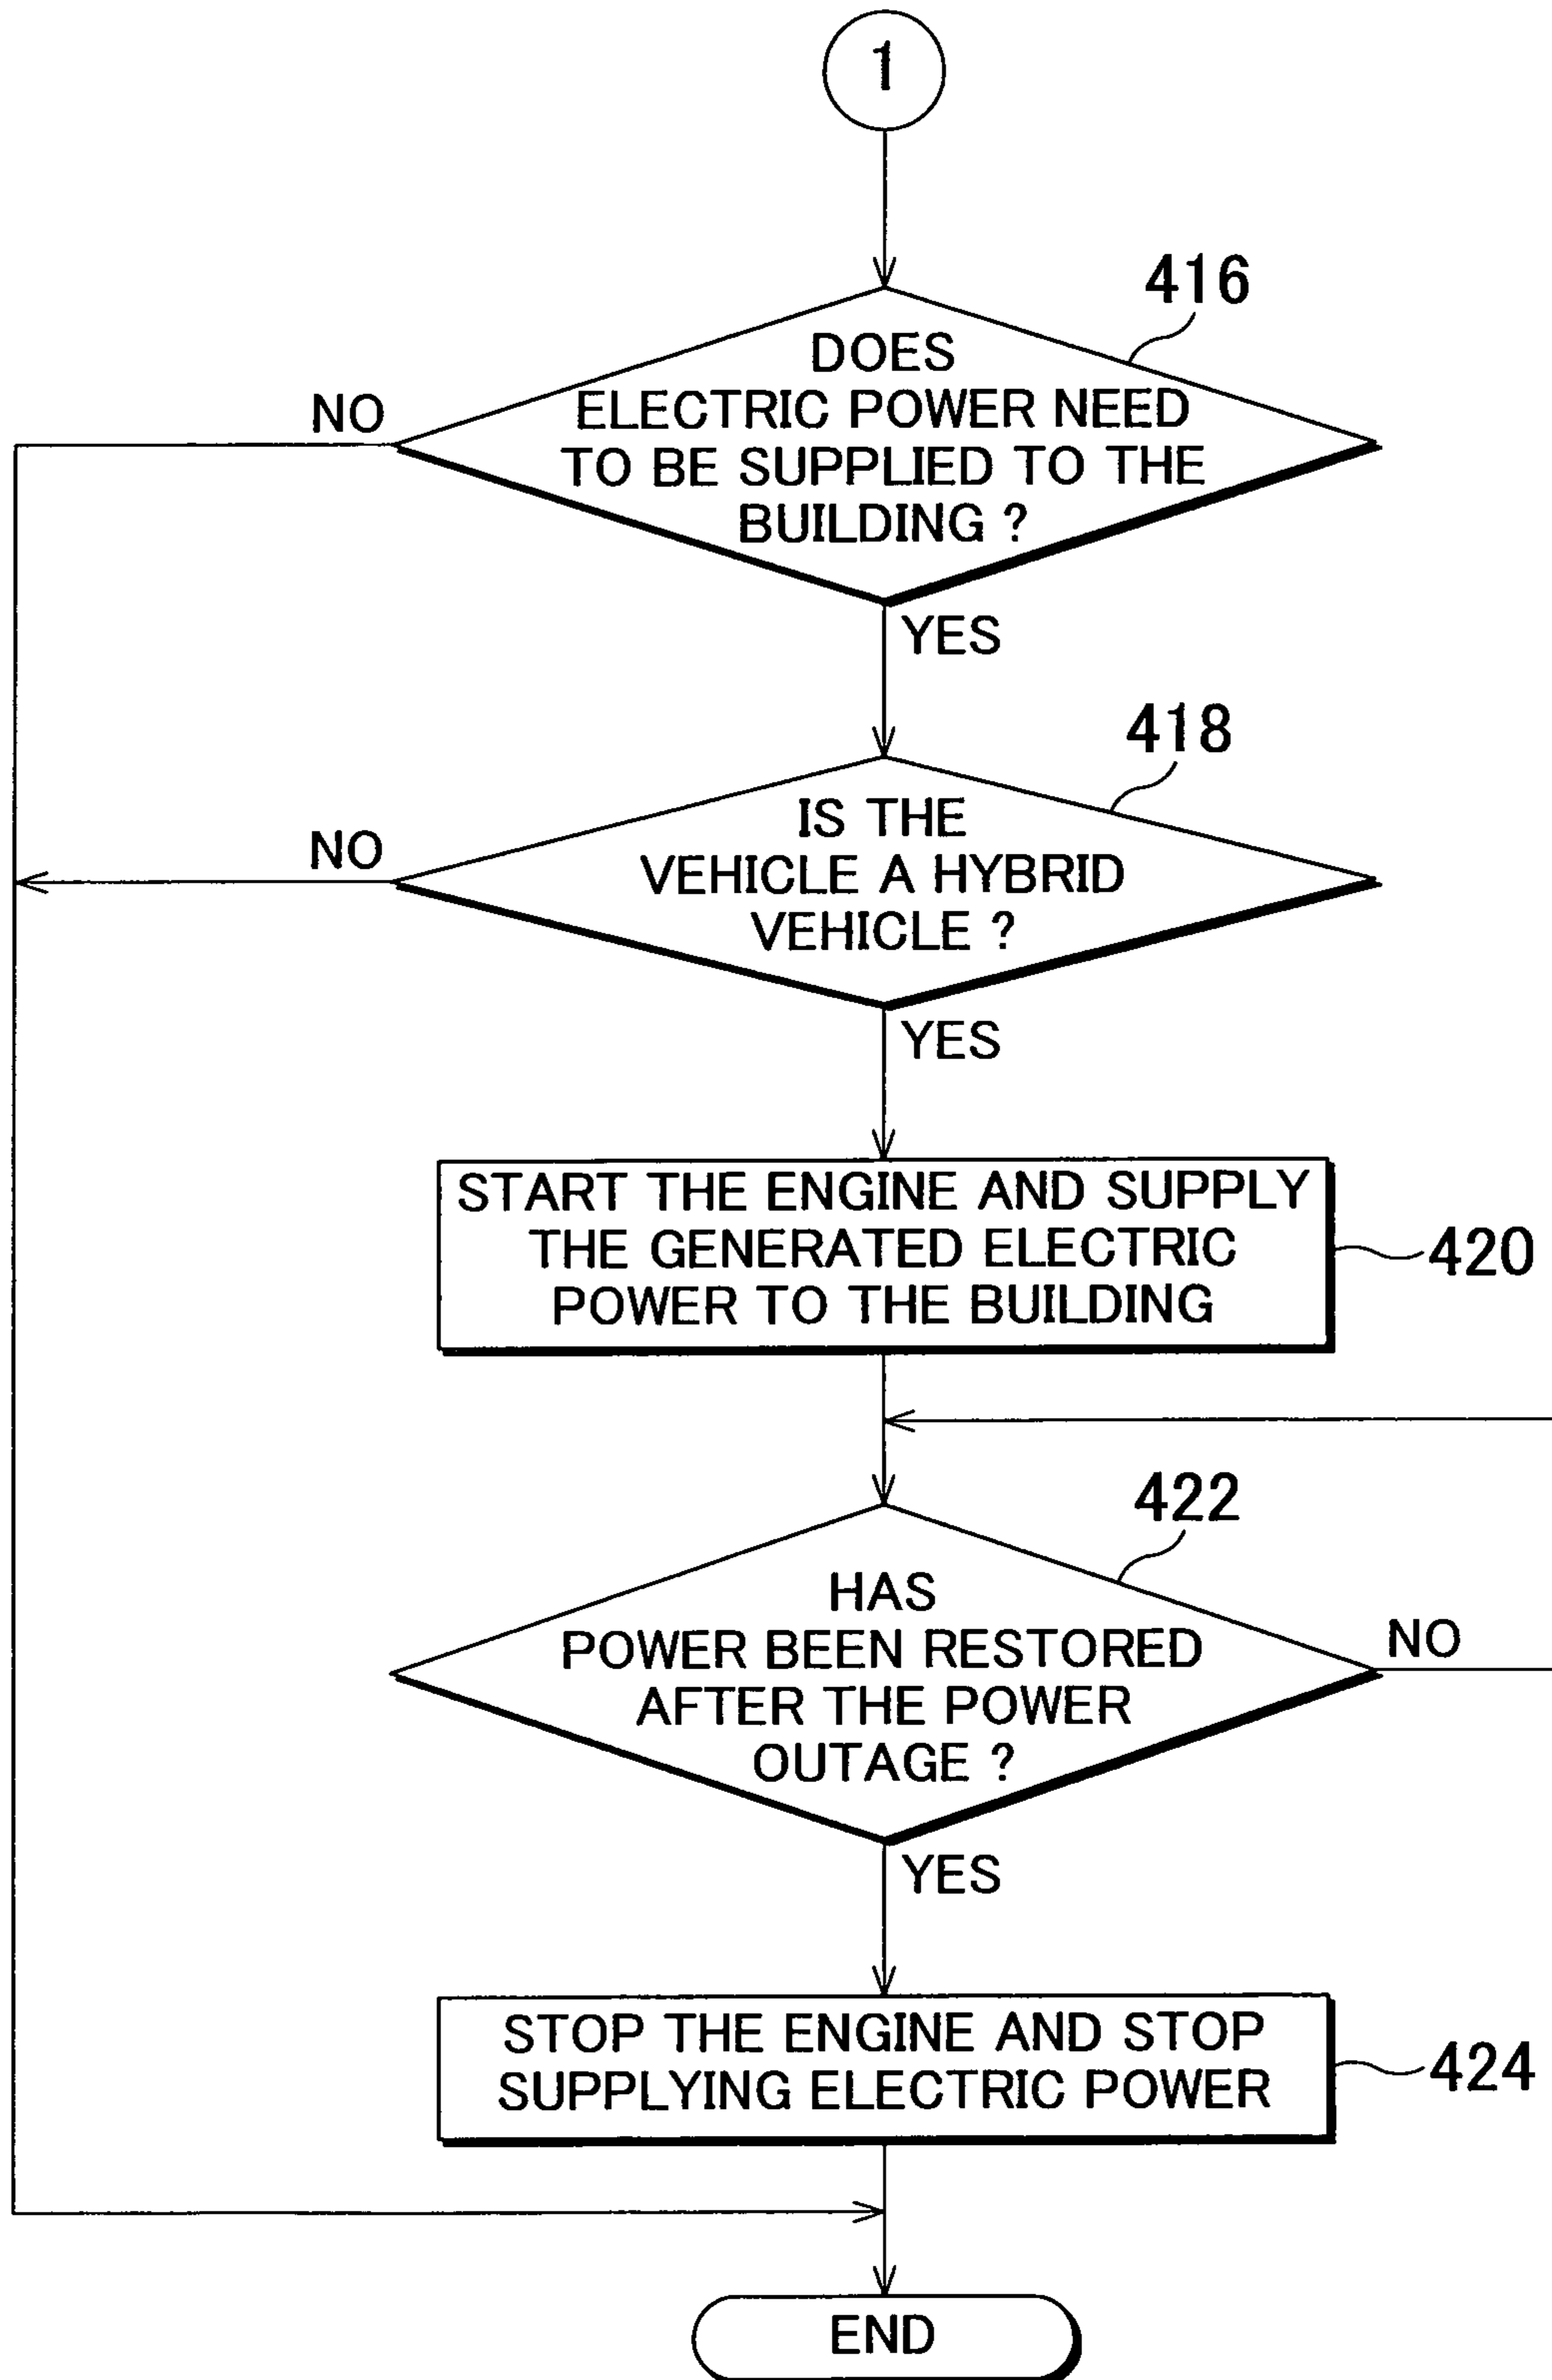 1
416
DOES
ELECTRIC POWER NEED
TO BE SUPPLIED TO THE
BUILDING ?
NO
YES
418
IS THE
VEHICLE A HYBRID
VEHICLE ?
NO
YES
START THE ENGINE AND SUPPLY
THE GENERATED ELECTRIC
POWER TO THE BUILDING
420
422
HAS
POWER BEEN RESTORED
AFTER THE POWER
OUTAGE ?
NO
YES
STOP THE ENGINE AND STOP
SUPPLYING ELECTRIC POWER
424
END